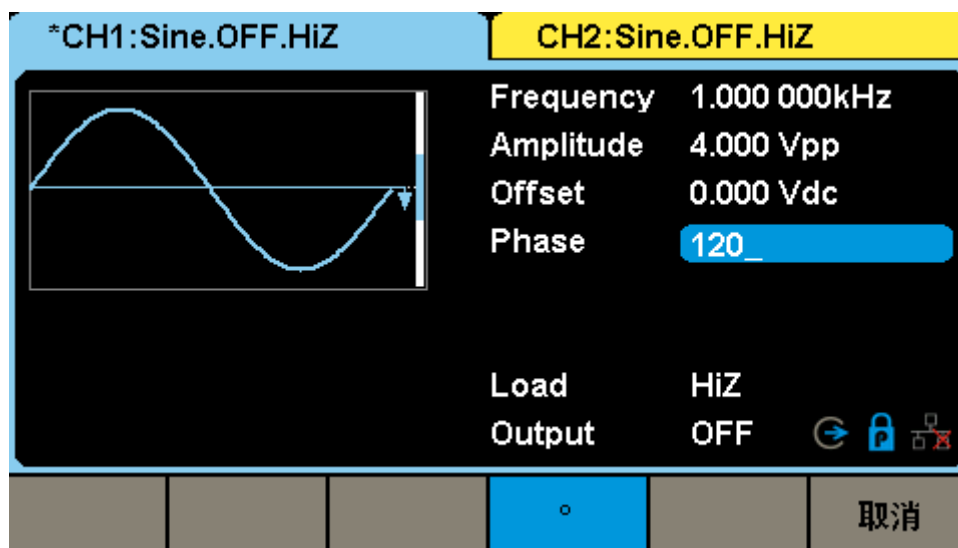 *CH1:Sine.OFF.HiZ CH2:Sine.OFF.HiZ
Frequency 1.000 000kHz
Amplitude 4.000 Vpp
Offset 0.000 Vdc
Phase 120_
Load HiZ
Output OFF P
° 取消